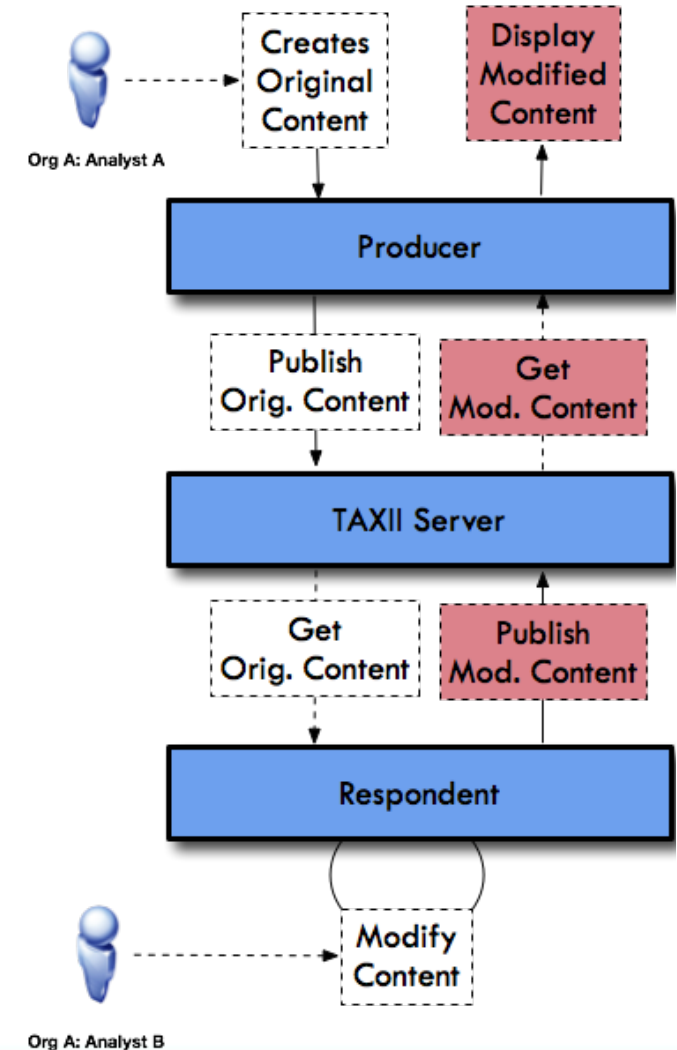 Creates
Original
Content
Display
Modified
Content
Org A: Analyst A
Producer
Publish
Orig. Content
Get
Mod. Content
TAXII Server
Get
Orig. Content
Publish
Mod. Content
Respondent
Modify
Content
Org A: Analyst B